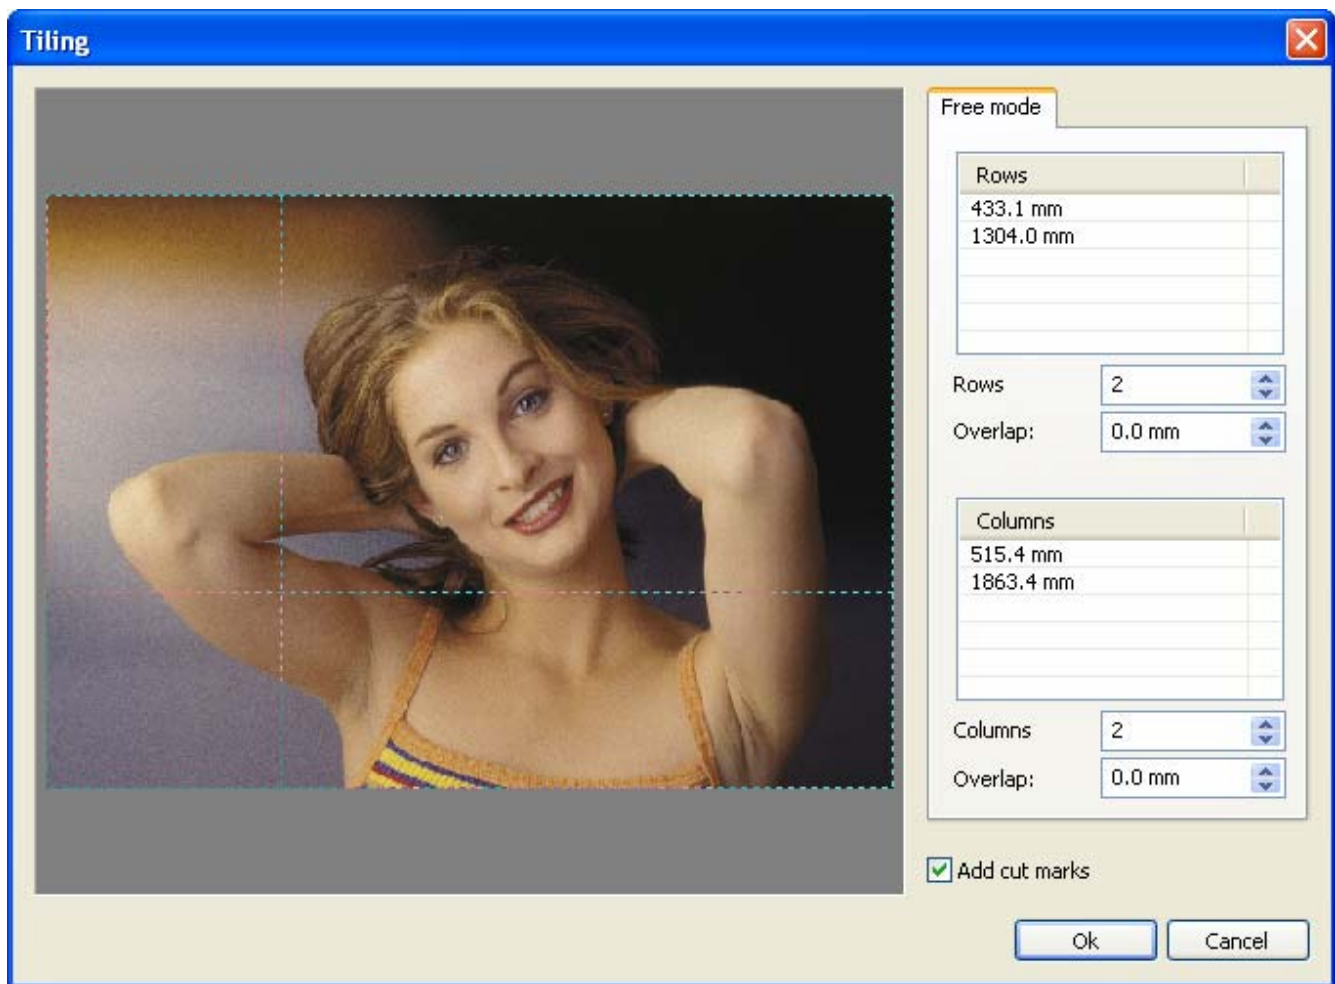 Tiling
Free mode
Rows
433.1 mm
1304.0 mm
Rows 2
Overlap: 0.0 mm
Columns
515.4 mm
1863.4 mm
Columns 2
Overlap: 0.0 mm
Add cut marks
Ok Cancel